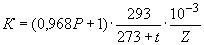 K = (0,968P + 1) · 293/(273 + t) · 10⁻³/Z